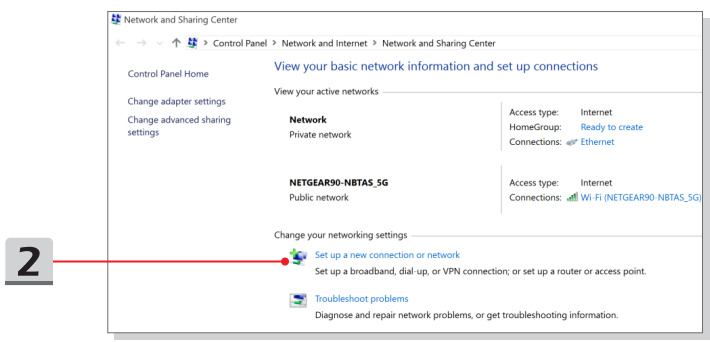 Network and Sharing Center
Control Panel > Network and Internet > Network and Sharing Center
Control Panel Home
Change adapter settings
Change advanced sharing
settings
View your basic network information and set up connections
View your active networks
Network
Private network
Access type: Internet
HomeGroup: Ready to create
Connections: Ethernet
NETGEAR90-NBTAS_5G
Public network
Access type: Internet
Connections: Wi-Fi (NETGEAR90-NBTAS_5G)
Change your networking settings
2
Set up a new connection or network
Set up a broadband, dial-up, or VPN connection; or set up a router or access point.
Troubleshoot problems
Diagnose and repair network problems, or get troubleshooting information.